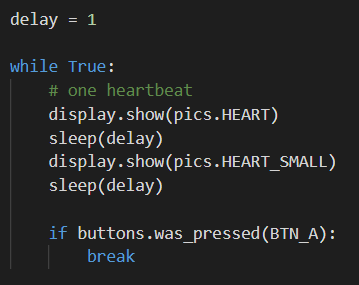 delay = 1
while True:
    # one heartbeat
    display.show(pics.HEART)
    sleep(delay)
    display.show(pics.HEART_SMALL)
    sleep(delay)
    if buttons.was_pressed(BTN_A):
        break